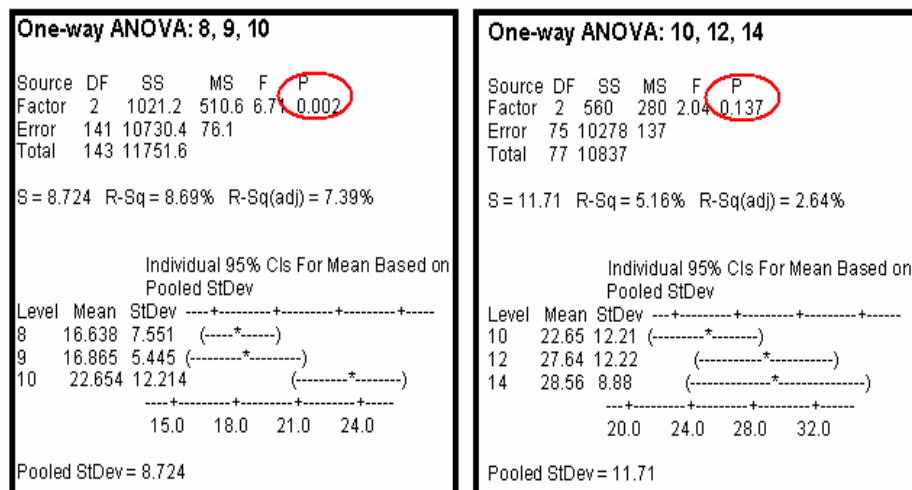 One-way ANOVA: 8, 9, 10
Source DF SS MS F P
Factor 2 1021.2 510.6 6.71 0.002
Error 141 10730.4 76.1
Total 143 11751.6
S = 8.724 R-Sq = 8.69% R-Sq(adj) = 7.39%
Individual 95% CIs For Mean Based on
Pooled StDev
Level Mean StDev ----+---------+---------+---------+-----
8 16.638 7.551 (-----*------)
9 16.865 5.445 (---------*---------)
10 22.654 12.214 (---------*-------)
----+---------+---------+---------+-----
15.0 18.0 21.0 24.0
Pooled StDev = 8.724
One-way ANOVA: 10, 12, 14
Source DF SS MS F P
Factor 2 560 280 2.04 0.137
Error 75 10278 137
Total 77 10837
S = 11.71 R-Sq = 5.16% R-Sq(adj) = 2.64%
Individual 95% CIs For Mean Based on
Pooled StDev
Level Mean StDev ---+---------+---------+---------+------
10 22.65 12.21 (---------*--------)
12 27.64 12.22 (----------*-----------)
14 28.56 8.88 (-------------*--------------)
---+---------+---------+---------+------
20.0 24.0 28.0 32.0
Pooled StDev = 11.71